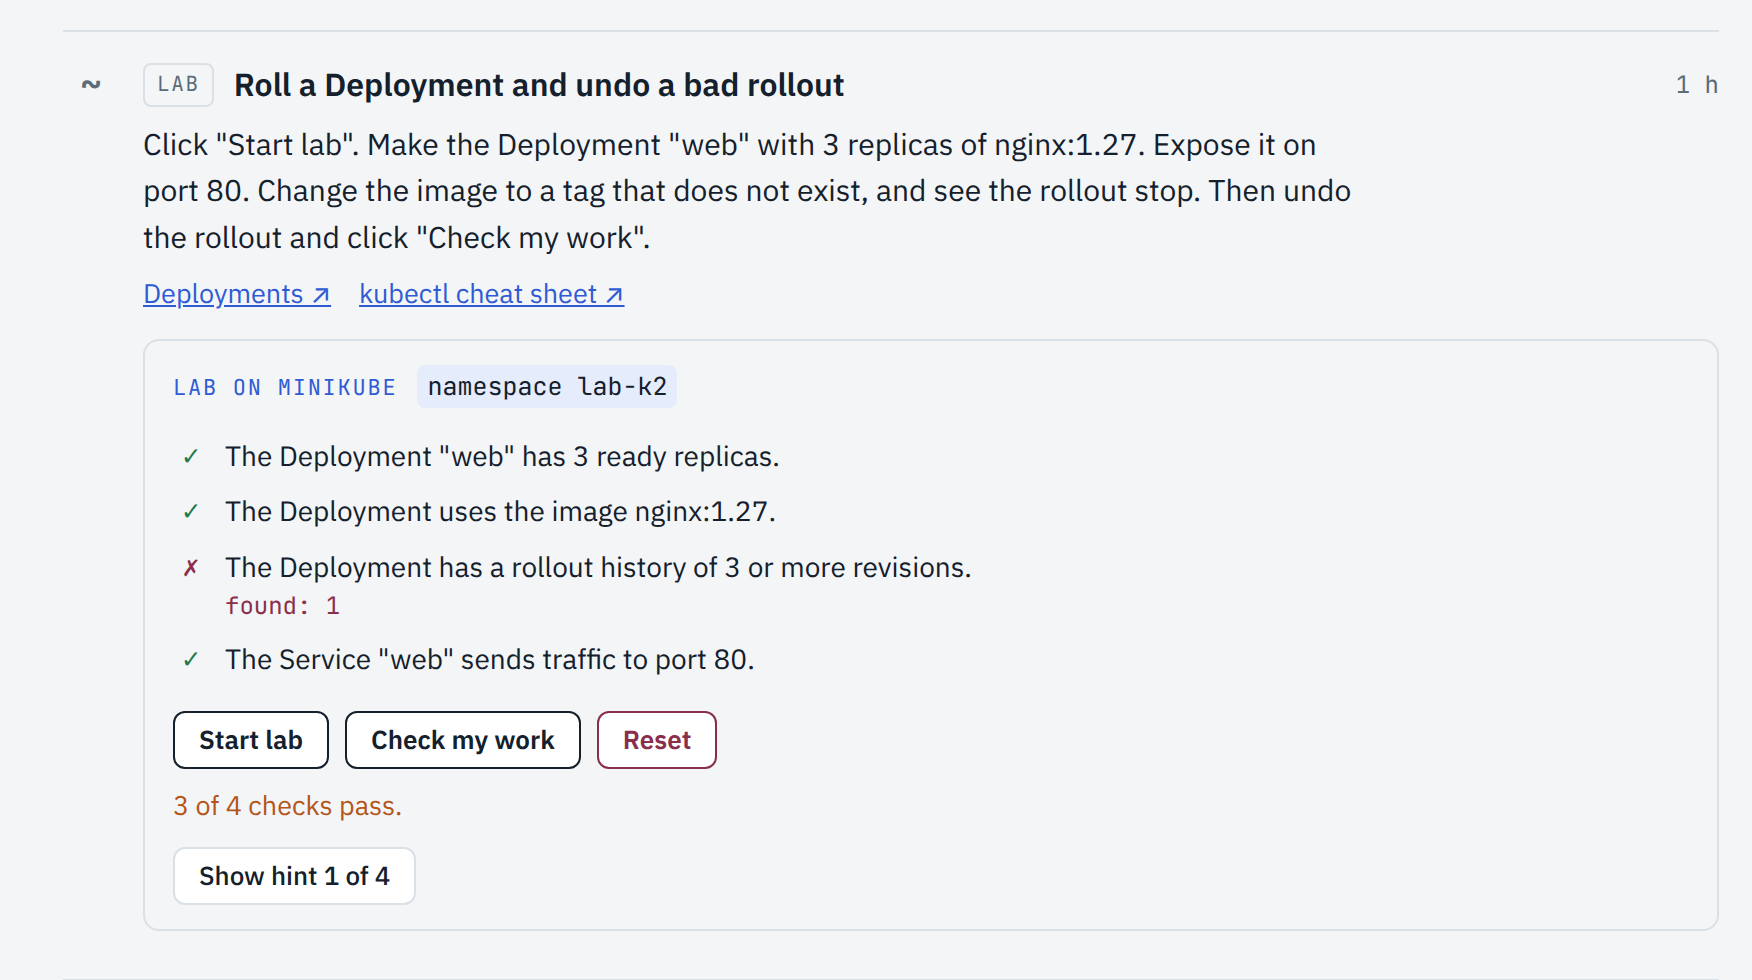 ~ LAB Roll a Deployment and undo a bad rollout 1 h
Click "Start lab". Make the Deployment "web" with 3 replicas of nginx:1.27. Expose it on
port 80. Change the image to a tag that does not exist, and see the rollout stop. Then undo
the rollout and click "Check my work".
Deployments ↗ kubectl cheat sheet ↗
LAB ON MINIKUBE namespace lab-k2
✓ The Deployment "web" has 3 ready replicas.
✓ The Deployment uses the image nginx:1.27.
✗ The Deployment has a rollout history of 3 or more revisions.
found: 1
✓ The Service "web" sends traffic to port 80.
Start lab Check my work Reset
3 of 4 checks pass.
Show hint 1 of 4